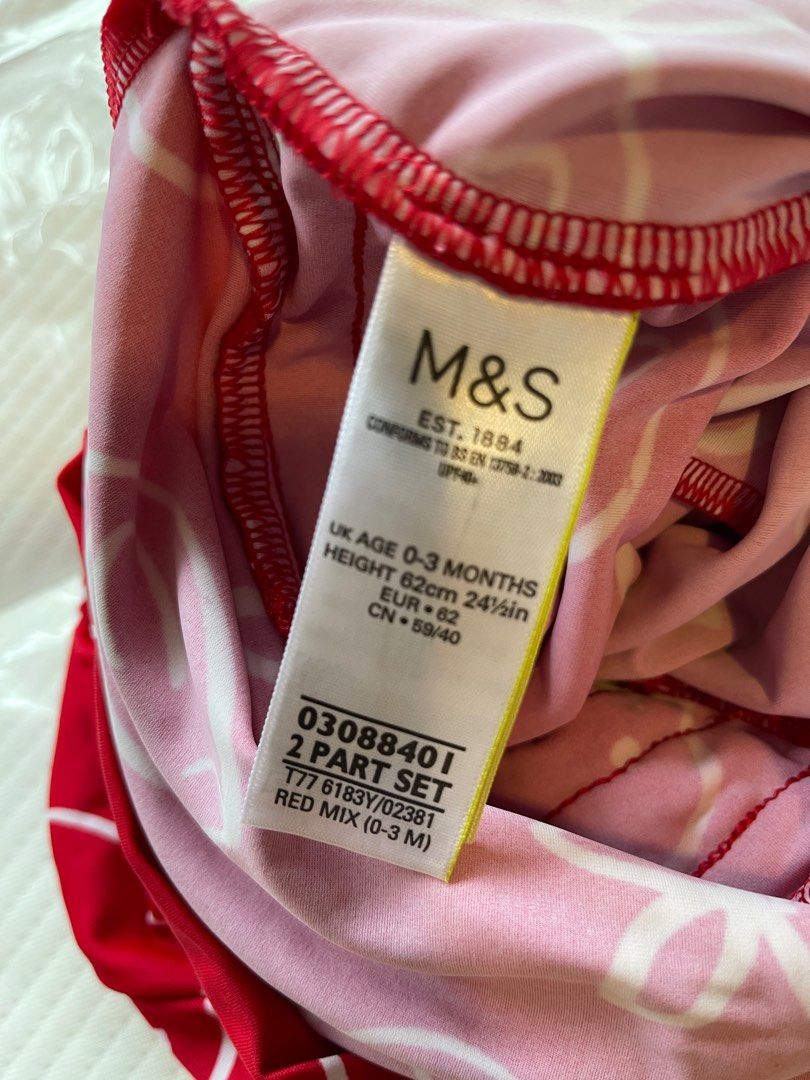 M&S
EST. 1884
CONFORMS TO BS EN 13758-2 : 2003
UPF40+
UK AGE 0-3 MONTHS
HEIGHT 62cm 24½in
EUR • 62
CN • 59/40
03088401
2 PART SET
T77 6183Y/02381
RED MIX (0-3 M)